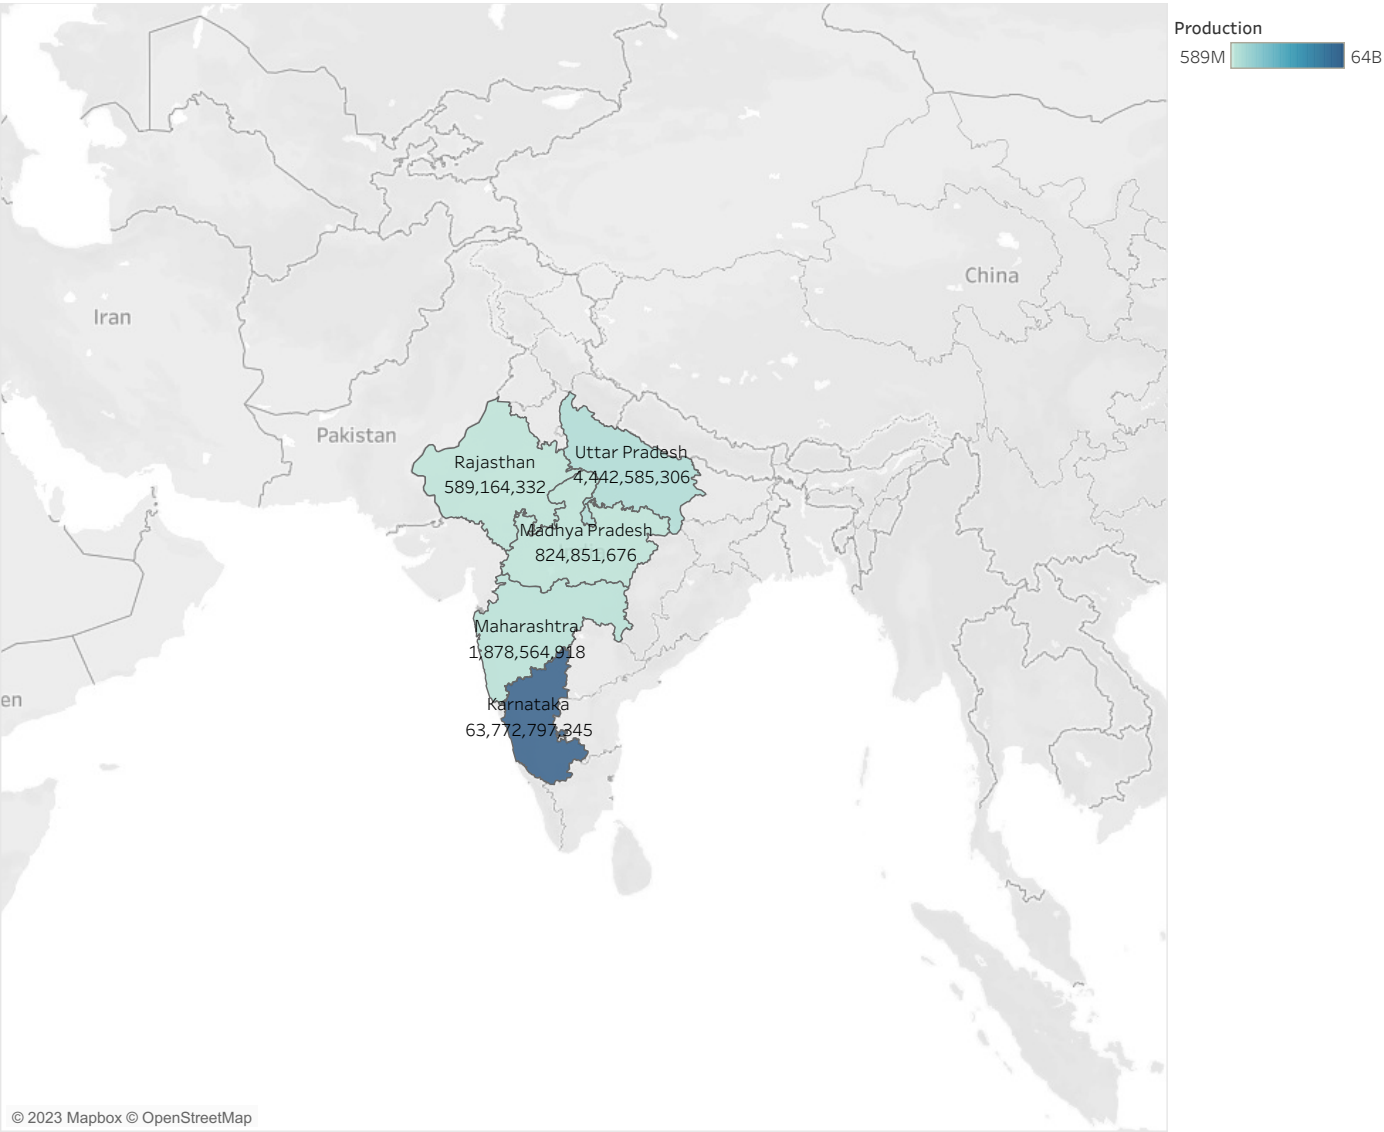 Production
589M 64B
China
Iran
Pakistan
Uttar Pradesh
4,442,585,306
Rajasthan
589,164,332
Madhya Pradesh
824,851,676
Maharashtra
1,878,564,918
en
Karnataka
63,772,797,345
© 2023 Mapbox © OpenStreetMap